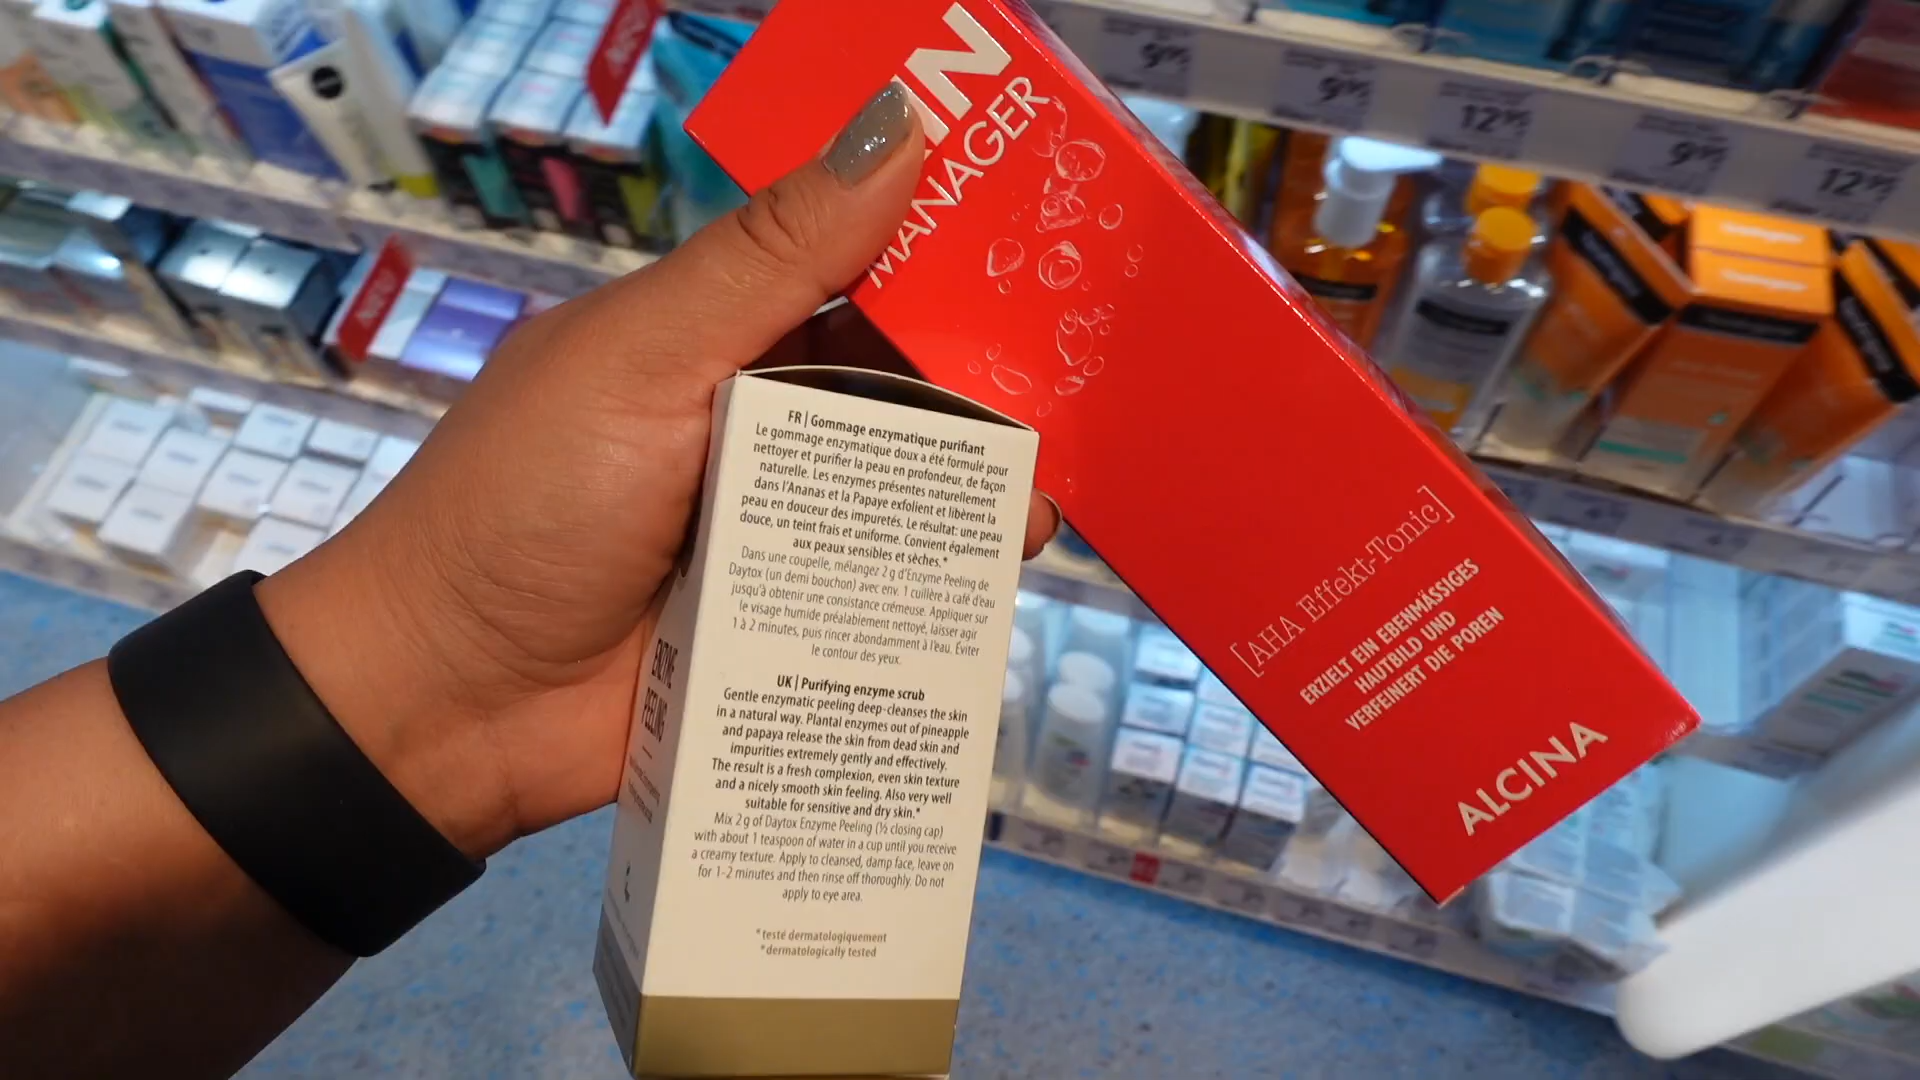 MANAGER
[AHA Effekt-Tonic]
ERZIELT EIN EBENMÄSSIGES
HAUTBILD UND
VERFEINERT DIE POREN
ALCINA
FR | Gommage enzymatique purifiant
Le gommage enzymatique doux a été formulé pour
nettoyer et purifier la peau en profondeur, de façon
naturelle. Les enzymes présentes naturellement
dans l'Ananas et la Papaye exfolient et libèrent la
peau en douceur des impuretés. Le résultat: une peau
douce, un teint frais et uniforme. Convient également
aux peaux sensibles et sèches.*
Dans une coupelle, mélangez 2 g d'Enzyme Peeling de
Daytox (un demi bouchon) avec env. 1 cuillère à café d'eau
jusqu'à obtenir une consistance crémeuse. Appliquer sur
le visage humide préalablement nettoyé, laisser agir
1 à 2 minutes, puis rincer abondamment à l'eau. Éviter
le contour des yeux.
UK | Purifying enzyme scrub
Gentle enzymatic peeling deep-cleanses the skin
in a natural way. Plantal enzymes out of pineapple
and papaya release the skin from dead skin and
impurities extremely gently and effectively.
The result is a fresh complexion, even skin texture
and a nicely smooth skin feeling. Also very well
suitable for sensitive and dry skin.*
Mix 2 g of Daytox Enzyme Peeling (½ closing cap)
with about 1 teaspoon of water in a cup until you receive
a creamy texture. Apply to cleansed, damp face, leave on
for 1-2 minutes and then rinse off thoroughly. Do not
apply to eye area.
*testé dermatologiquement
*dermatologically tested
ENZYME
PEELING
9.95
9.95
12.95
9.95
12.95
NEU